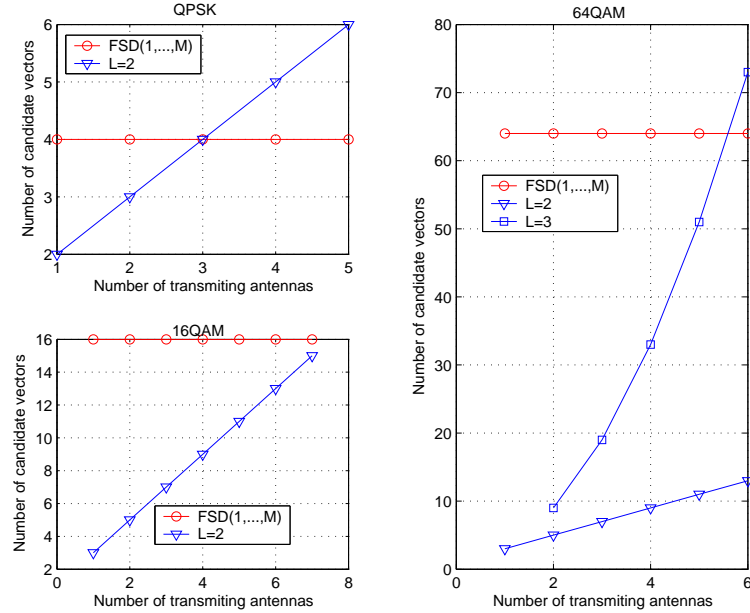 QPSK
6
5
4
3
2
Number of candidate vectors
FSD(1,...,M)
L=2
1 2 3 4 5
Number of transmiting antennas
16QAM
16
14
12
10
8
6
4
2
Number of candidate vectors
FSD(1,...,M)
L=2
0 2 4 6 8
Number of transmiting antennas
64QAM
80
70
60
50
40
30
20
10
0
Number of candidate vectors
FSD(1,...,M)
L=2
L=3
0 2 4 6
Number of transmiting antennas